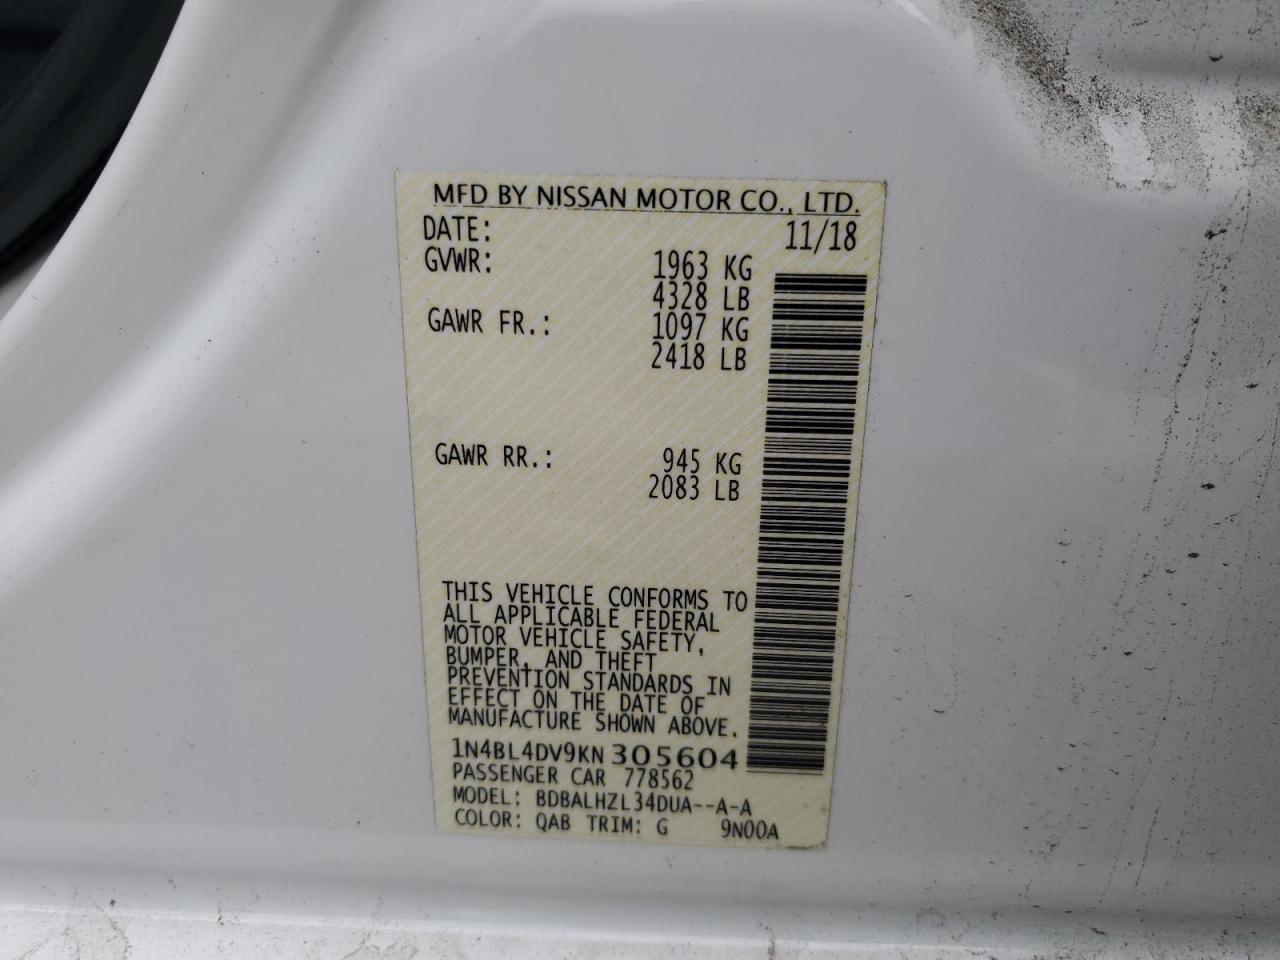 MFD BY NISSAN MOTOR CO., LTD.
DATE: 11/18
GVWR: 1963 KG
4328 LB
GAWR FR.: 1097 KG
2418 LB
GAWR RR.: 945 KG
2083 LB
THIS VEHICLE CONFORMS TO
ALL APPLICABLE FEDERAL
MOTOR VEHICLE SAFETY,
BUMPER, AND THEFT
PREVENTION STANDARDS IN
EFFECT ON THE DATE OF
MANUFACTURE SHOWN ABOVE.
1N4BL4DV9KN305604
PASSENGER CAR 778562
MODEL: BDBALHZL34DUA--A-A
COLOR: QAB TRIM: G 9N00A